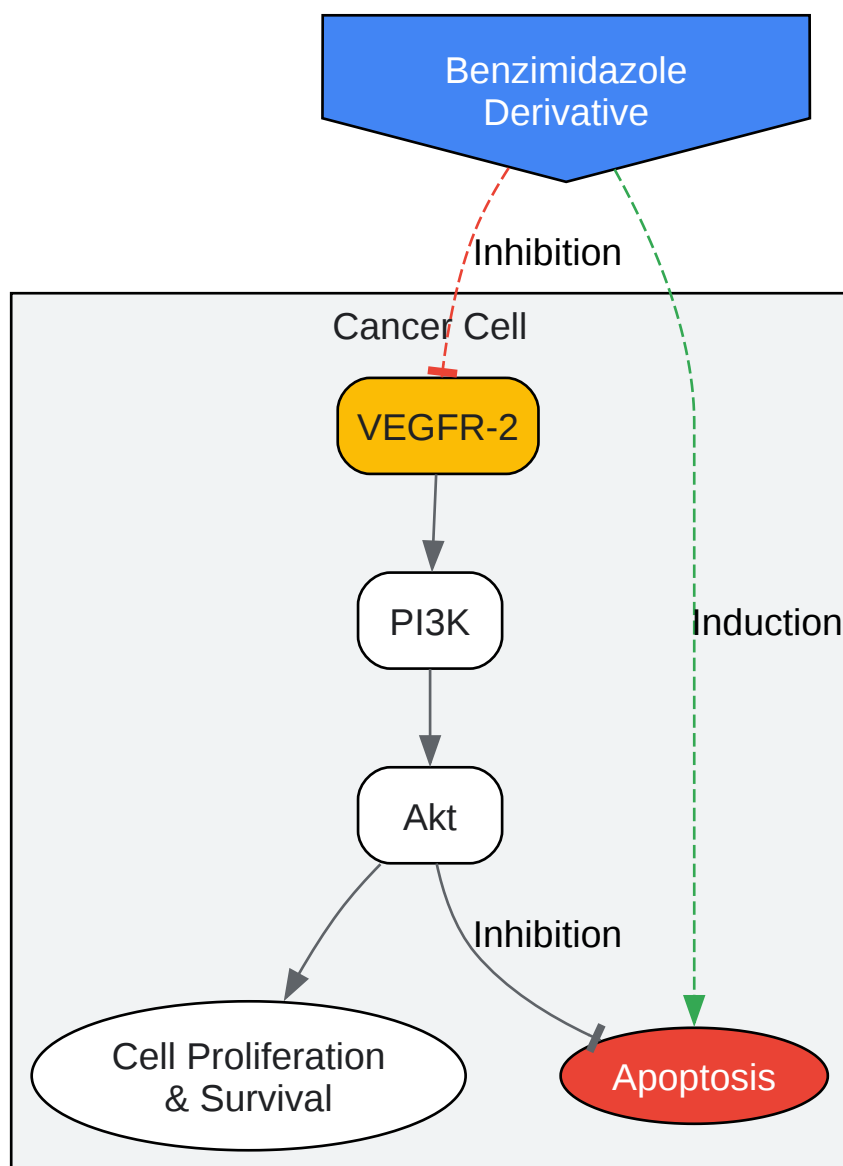 Benzimidazole
Derivative
Inhibition
Cancer Cell
VEGFR-2
PI3K
Induction
Akt
Inhibition
Cell Proliferation
& Survival
Apoptosis